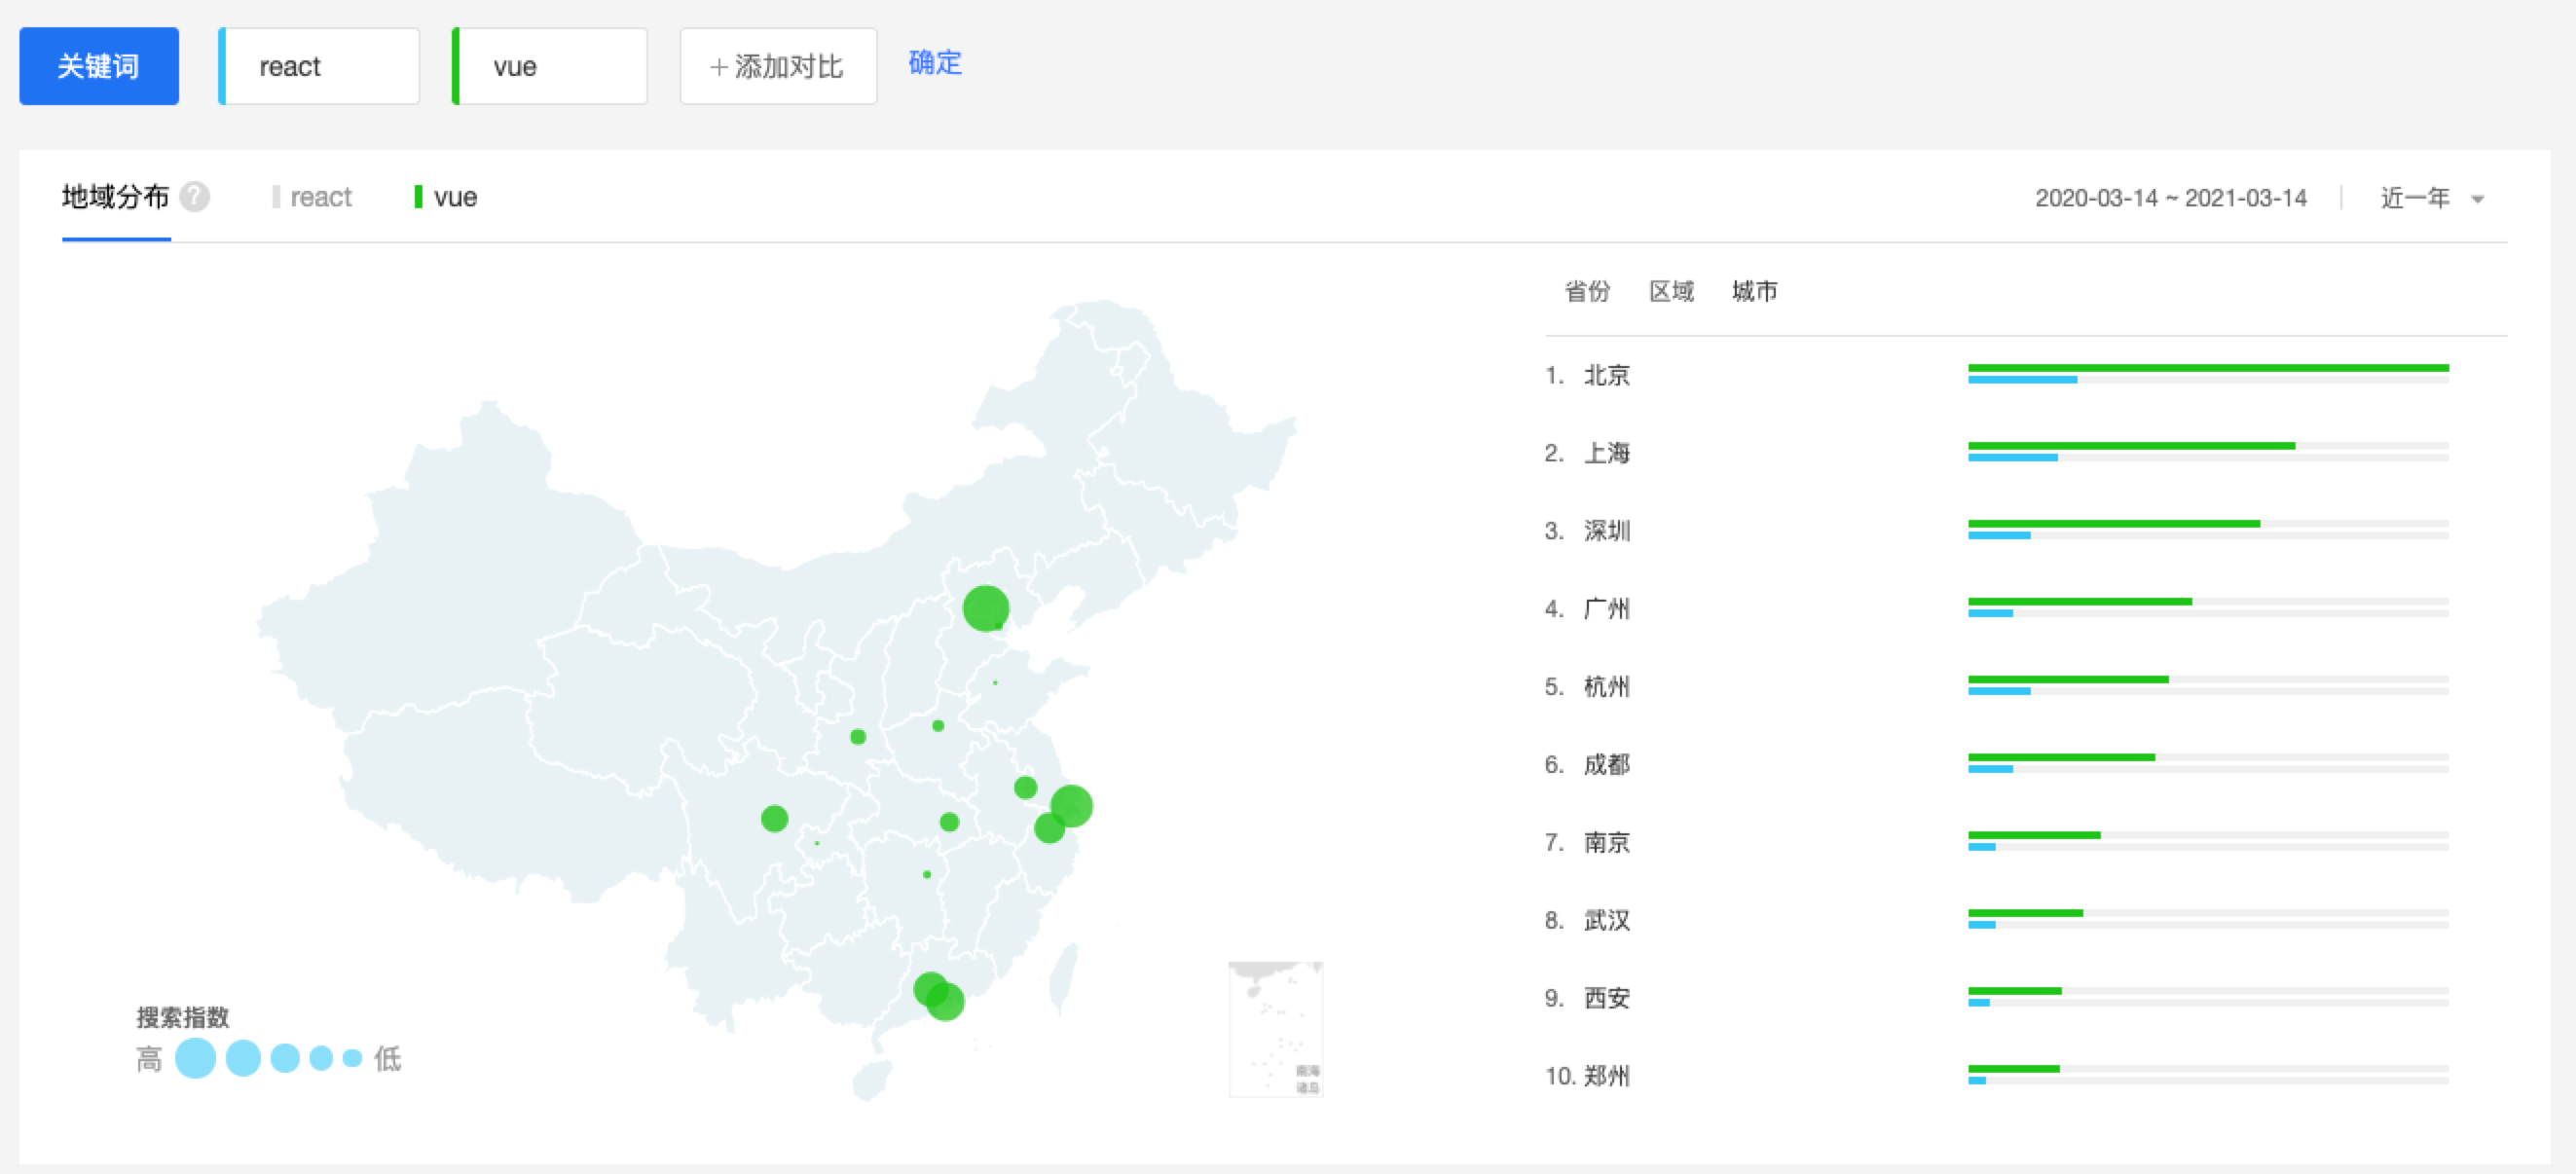 关键词 react vue +添加对比 确定
地域分布 ? react vue 2020-03-14 ~ 2021-03-14 近一年
省份 区域 城市
1. 北京
2. 上海
3. 深圳
4. 广州
5. 杭州
6. 成都
7. 南京
8. 武汉
9. 西安
10. 郑州
搜索指数
高 低
南海
诸岛